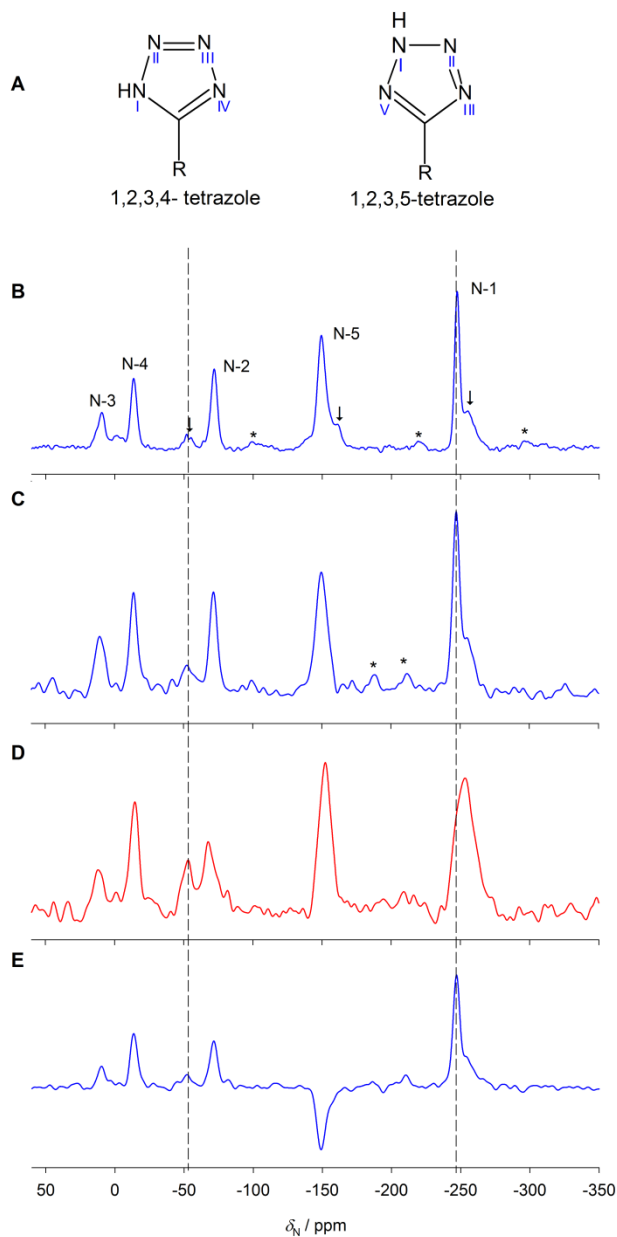 A
N N H
II III N N
HN N I II
I IV N N
V III
R R
1,2,3,4- tetrazole 1,2,3,5-tetrazole
B
N-3 N-4 N-2 N-5 N-1
* * *
C
* *
D
E
50 0 -50 -100 -150 -200 -250 -300 -350
δN / ppm